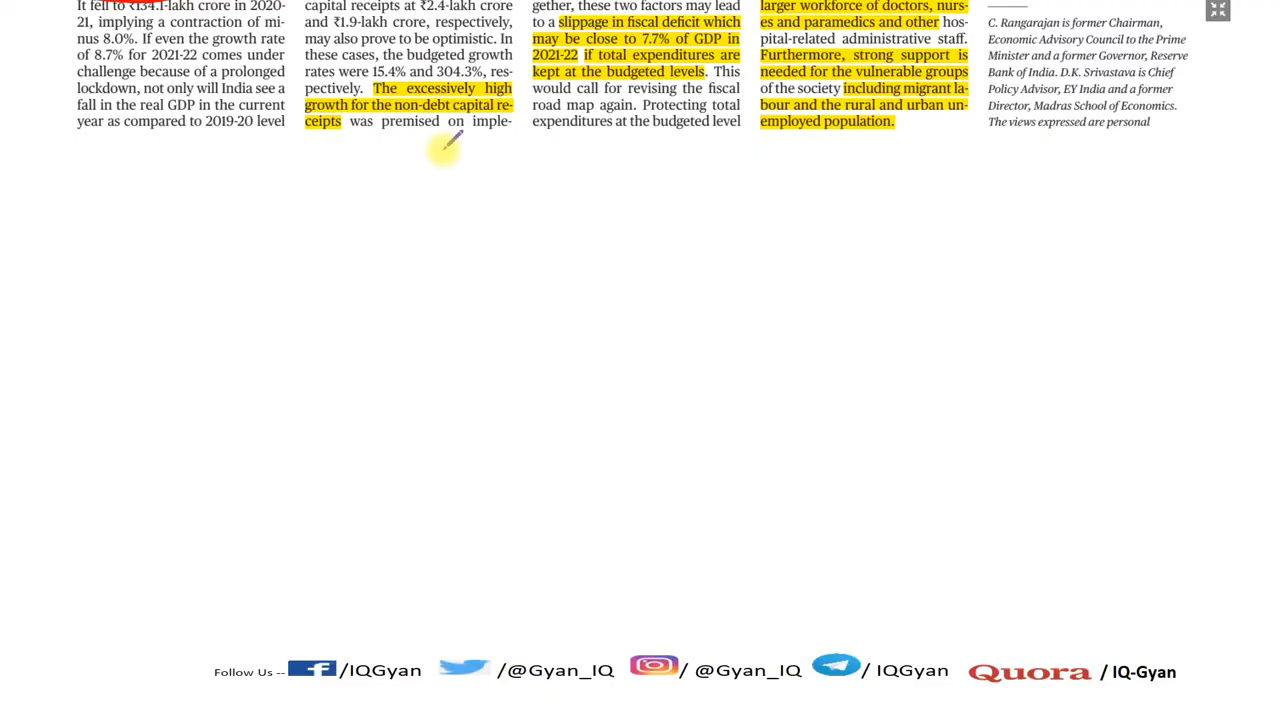 It fell to ₹134.1-lakh crore in 2020-
21, implying a contraction of mi-
nus 8.0%. If even the growth rate
of 8.7% for 2021-22 comes under
challenge because of a prolonged
lockdown, not only will India see a
fall in the real GDP in the current
year as compared to 2019-20 level
capital receipts at ₹2.4-lakh crore
and ₹1.9-lakh crore, respectively,
may also prove to be optimistic. In
these cases, the budgeted growth
rates were 15.4% and 304.3%, res-
pectively. The excessively high
growth for the non-debt capital re-
ceipts was premised on imple-
gether, these two factors may lead
to a slippage in fiscal deficit which
may be close to 7.7% of GDP in
2021-22 if total expenditures are
kept at the budgeted levels. This
would call for revising the fiscal
road map again. Protecting total
expenditures at the budgeted level
larger workforce of doctors, nurs-
es and paramedics and other hos-
pital-related administrative staff.
Furthermore, strong support is
needed for the vulnerable groups
of the society including migrant la-
bour and the rural and urban un-
employed population.
C. Rangarajan is former Chairman,
Economic Advisory Council to the Prime
Minister and a former Governor, Reserve
Bank of India. D.K. Srivastava is Chief
Policy Advisor, EY India and a former
Director, Madras School of Economics.
The views expressed are personal
Follow Us -- f /IQGyan /@Gyan_IQ / @Gyan_IQ / IQGyan Quora / IQ-Gyan